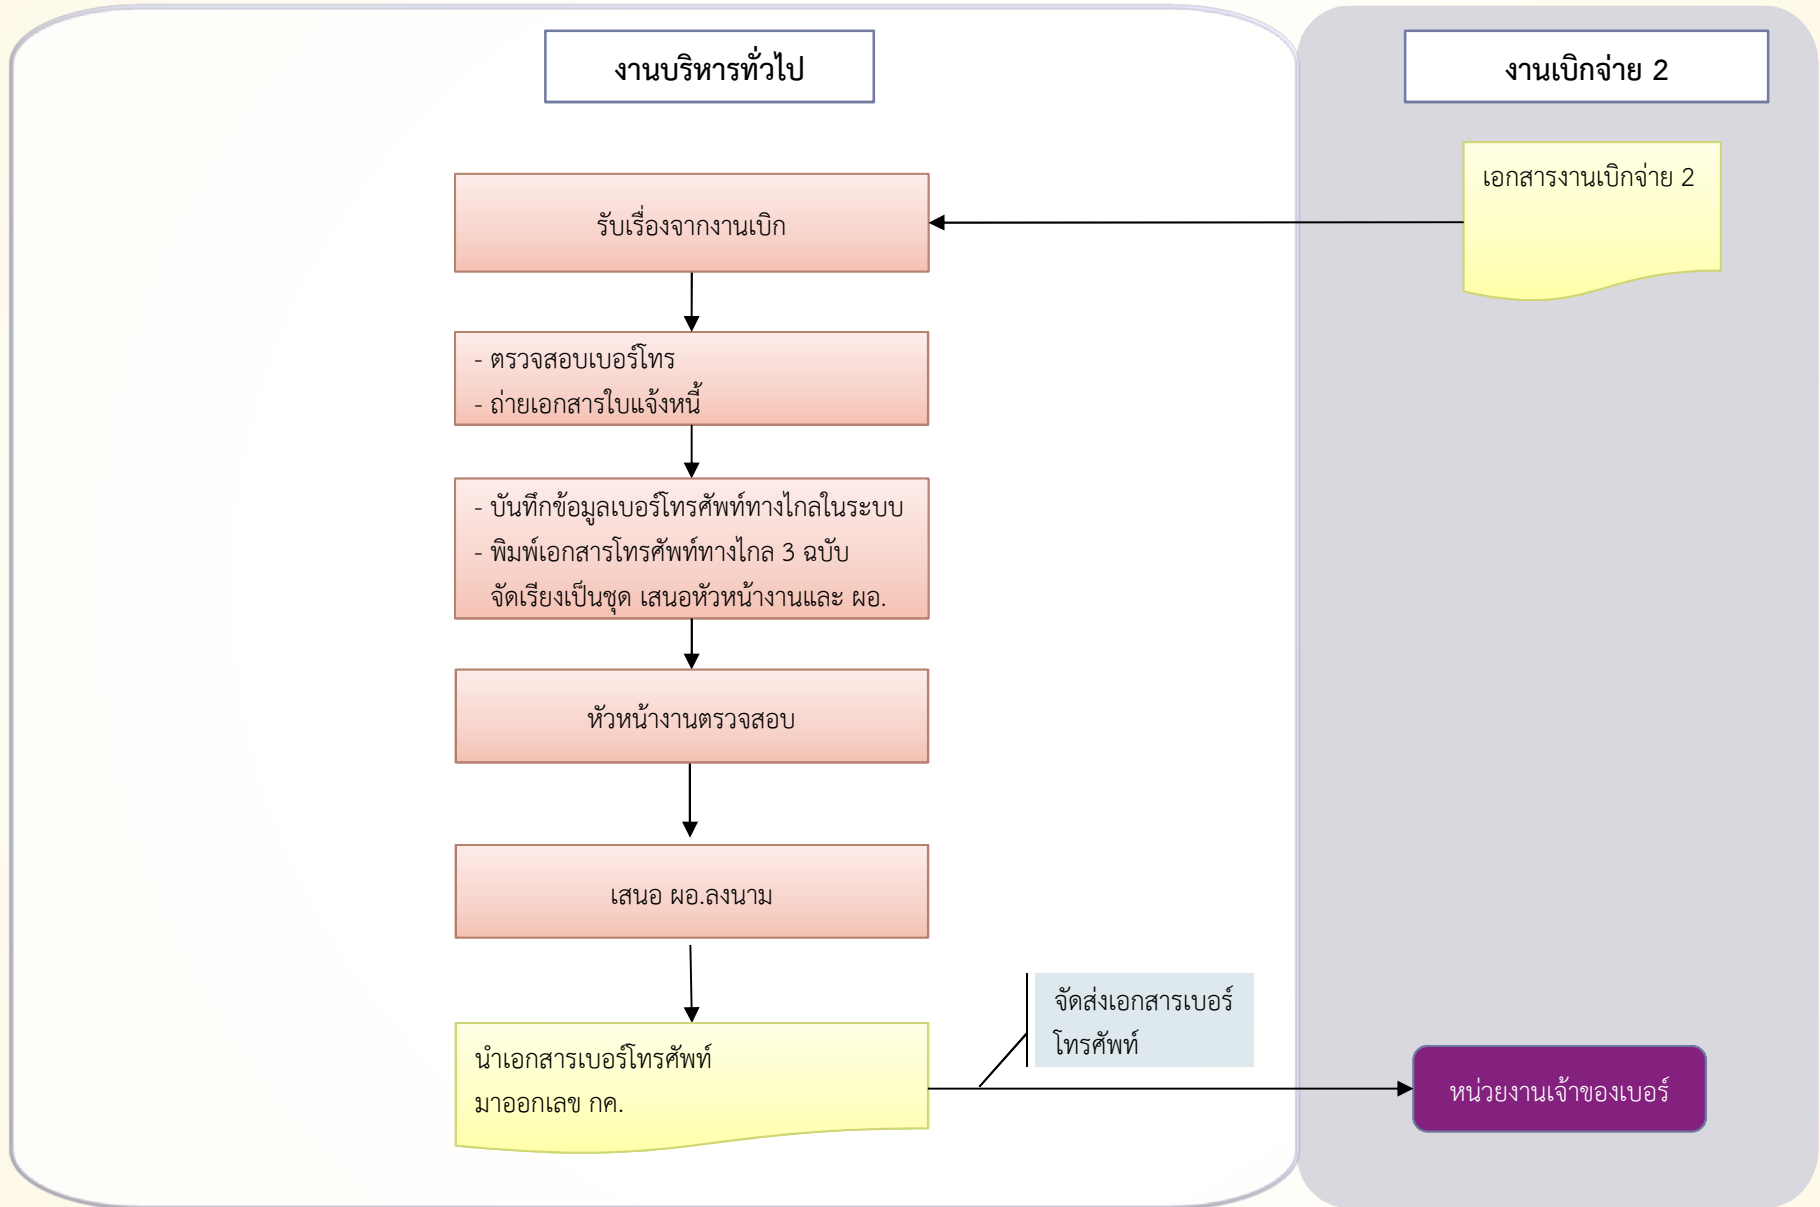 งานบริหารทั่วไป
งานเบิกจ่าย 2
เอกสารงานเบิกจ่าย 2
รับเรื่องจากงานเบิก
- ตรวจสอบเบอร์โทร
- ถ่ายเอกสารใบแจ้งหนี้
- บันทึกข้อมูลเบอร์โทรศัพท์ทางไกลในระบบ
- พิมพ์เอกสารโทรศัพท์ทางไกล 3 ฉบับ
จัดเรียงเป็นชุด เสนอหัวหน้างานและ ผอ.
หัวหน้างานตรวจสอบ
เสนอ ผอ.ลงนาม
จัดส่งเอกสารเบอร์
โทรศัพท์
นำเอกสารเบอร์โทรศัพท์
มาออกเลข กค.
หน่วยงานเจ้าของเบอร์